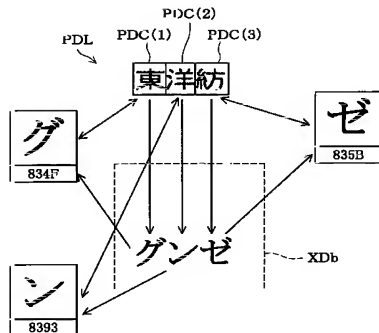 PDC(2)
PDC(1) PDC(3)
PDL
東洋紡
グ
834F
ゼ
835B
グンゼ
XDb
ン
8393